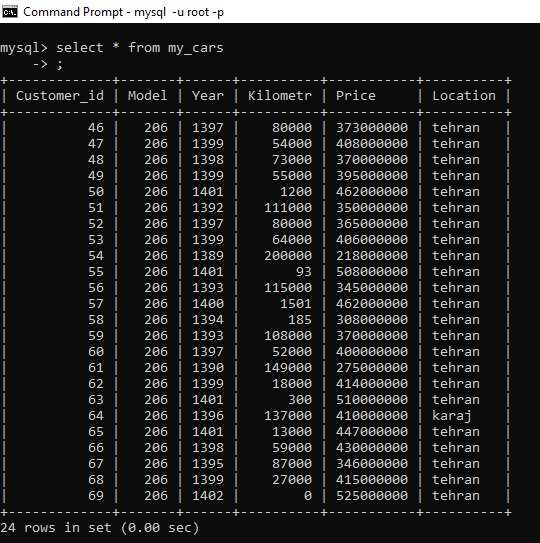 Command Prompt - mysql -u root -p
mysql> select * from my_cars
    -> ;
+-------------+-------+------+----------+-----------+----------+
| Customer_id | Model | Year | Kilometr | Price     | Location |
+-------------+-------+------+----------+-----------+----------+
|          46 |   206 | 1397 |    80000 | 373000000 | tehran   |
|          47 |   206 | 1399 |    54000 | 408000000 | tehran   |
|          48 |   206 | 1398 |    73000 | 370000000 | tehran   |
|          49 |   206 | 1399 |    55000 | 395000000 | tehran   |
|          50 |   206 | 1401 |     1200 | 462000000 | tehran   |
|          51 |   206 | 1392 |   111000 | 350000000 | tehran   |
|          52 |   206 | 1397 |    80000 | 365000000 | tehran   |
|          53 |   206 | 1399 |    64000 | 406000000 | tehran   |
|          54 |   206 | 1389 |   200000 | 218000000 | tehran   |
|          55 |   206 | 1401 |       93 | 508000000 | tehran   |
|          56 |   206 | 1393 |   115000 | 345000000 | tehran   |
|          57 |   206 | 1400 |     1501 | 462000000 | tehran   |
|          58 |   206 | 1394 |      185 | 308000000 | tehran   |
|          59 |   206 | 1393 |   108000 | 370000000 | tehran   |
|          60 |   206 | 1397 |    52000 | 400000000 | tehran   |
|          61 |   206 | 1390 |   149000 | 275000000 | tehran   |
|          62 |   206 | 1399 |    18000 | 414000000 | tehran   |
|          63 |   206 | 1401 |      300 | 510000000 | tehran   |
|          64 |   206 | 1396 |   137000 | 410000000 | karaj    |
|          65 |   206 | 1401 |    13000 | 447000000 | tehran   |
|          66 |   206 | 1398 |    59000 | 430000000 | tehran   |
|          67 |   206 | 1395 |    87000 | 346000000 | tehran   |
|          68 |   206 | 1399 |    27000 | 415000000 | tehran   |
|          69 |   206 | 1402 |        0 | 525000000 | tehran   |
+-------------+-------+------+----------+-----------+----------+
24 rows in set (0.00 sec)